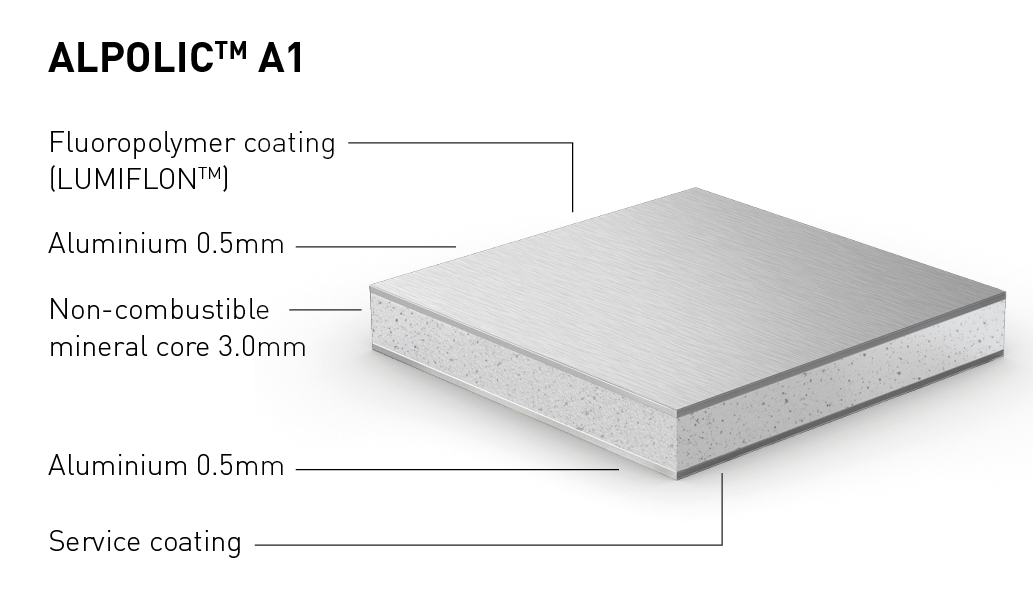 ALPOLIC™ A1
Fluoropolymer coating
(LUMIFLON™)
Aluminium 0.5mm
Non-combustible
mineral core 3.0mm
Aluminium 0.5mm
Service coating